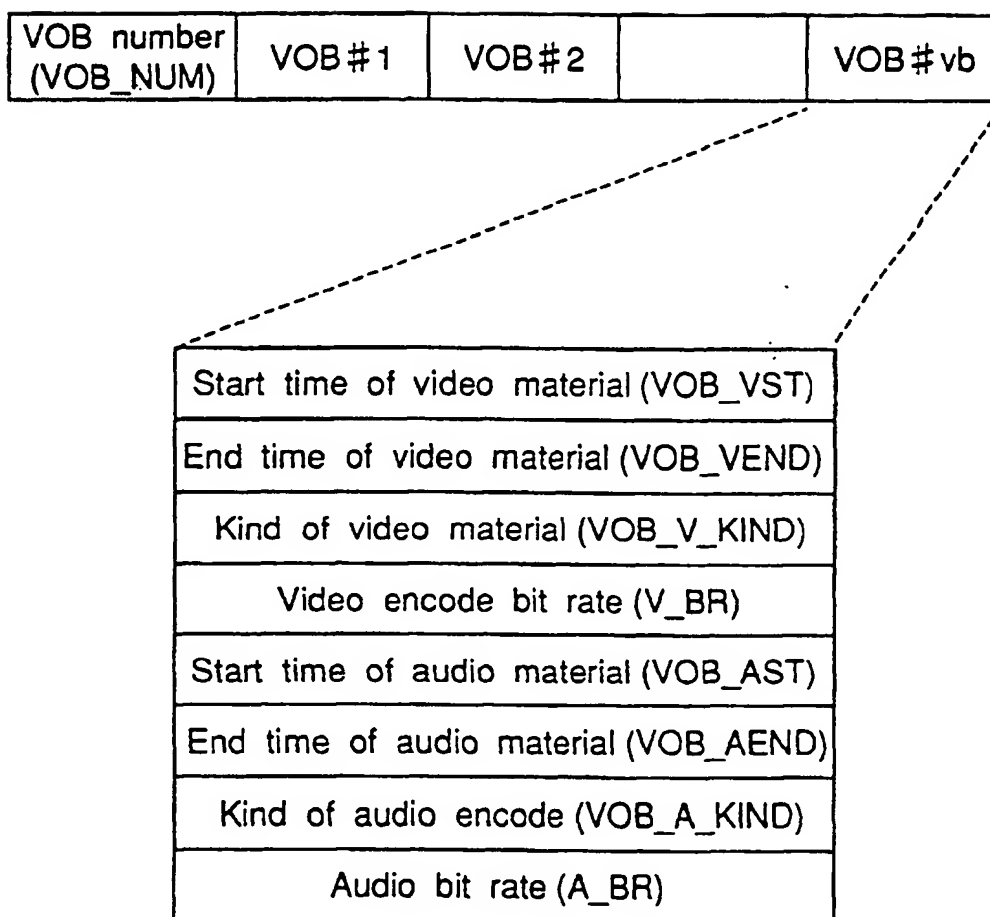 VOB number
(VOB_NUM)
VOB#1
VOB#2
VOB#vb
Start time of video material (VOB_VST)
End time of video material (VOB_VEND)
Kind of video material (VOB_V_KIND)
Video encode bit rate (V_BR)
Start time of audio material (VOB_AST)
End time of audio material (VOB_AEND)
Kind of audio encode (VOB_A_KIND)
Audio bit rate (A_BR)